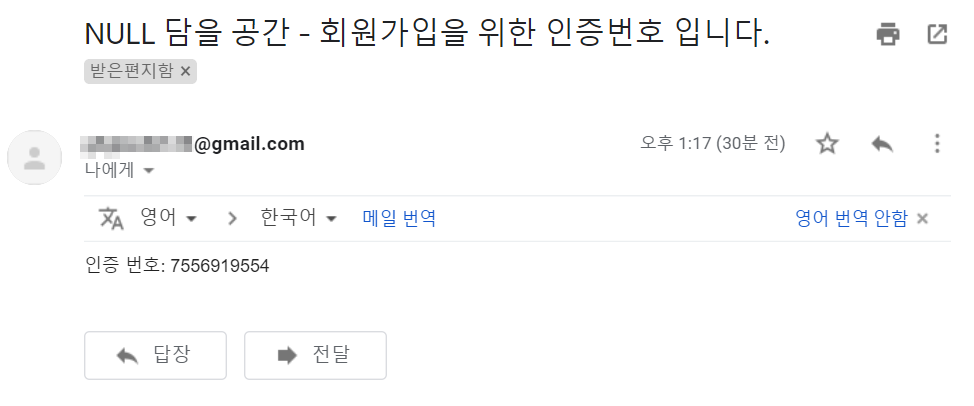 NULL 담을 공간 - 회원가입을 위한 인증번호 입니다.
받은편지함 ×
@gmail.com 오후 1:17 (30분 전)
나에게
영어 > 한국어 메일 번역 영어 번역 안함 ×
인증 번호: 7556919554
답장 전달